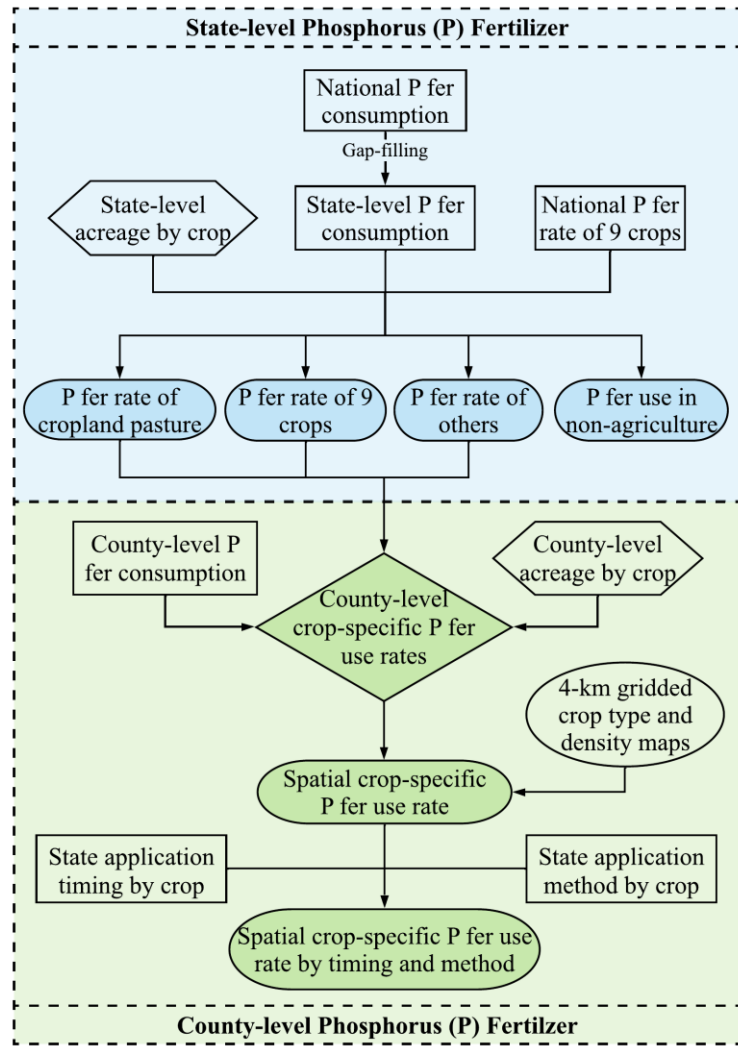 State-level Phosphorus (P) Fertilizer
National P fer
consumption
Gap-filling
State-level
acreage by crop
State-level P fer
consumption
National P fer
rate of 9 crops
P fer rate of
cropland pasture
P fer rate of 9
crops
P fer rate of
others
P fer use in
non-agriculture
County-level P
fer consumption
County-level
acreage by crop
County-level
crop-specific P fer
use rates
4-km gridded
crop type and
density maps
Spatial crop-specific
P fer use rate
State application
timing by crop
State application
method by crop
Spatial crop-specific P fer use
rate by timing and method
County-level Phosphorus (P) Fertilzer